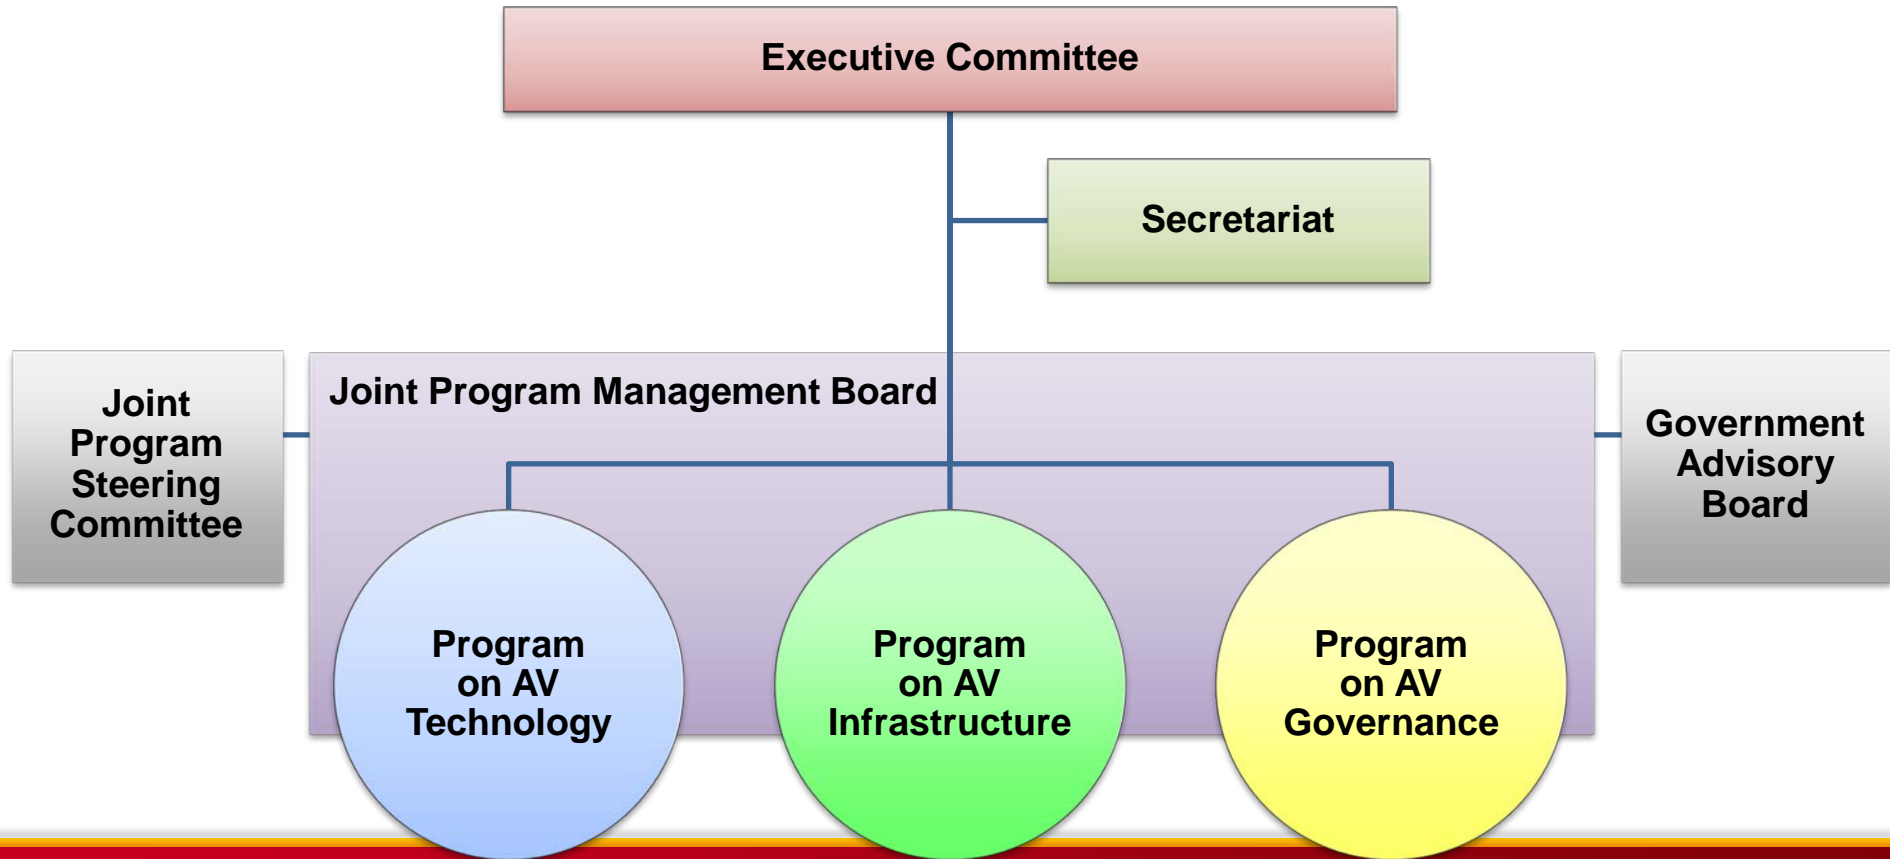 Executive Committee
Secretariat
Joint
Program
Steering
Committee
Joint Program Management Board
Government
Advisory
Board
Program
on AV
Technology
Program
on AV
Infrastructure
Program
on AV
Governance